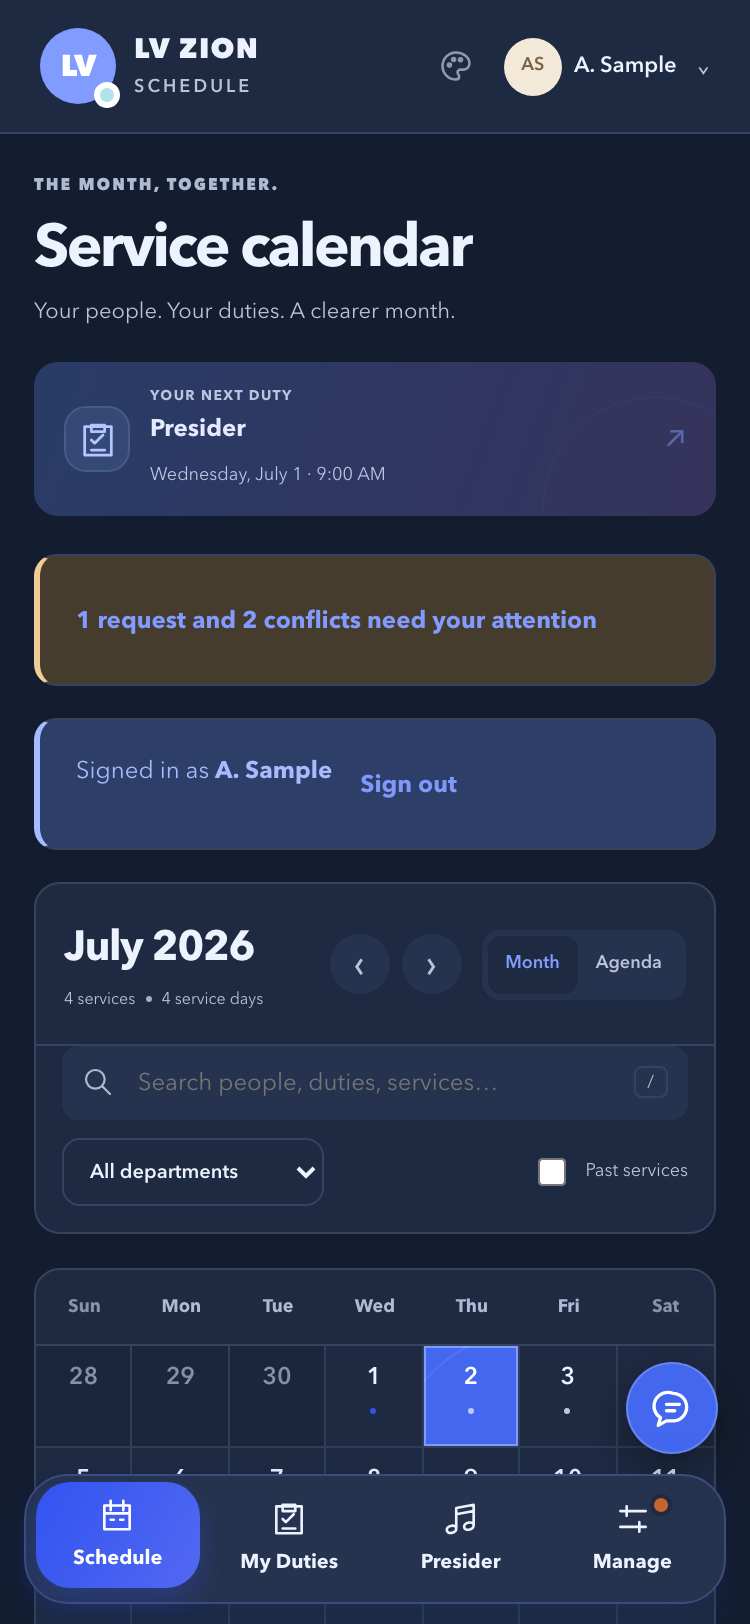 LV
LV ZION
SCHEDULE
AS
A. Sample
THE MONTH, TOGETHER.
Service calendar
Your people. Your duties. A clearer month.
YOUR NEXT DUTY
Presider
Wednesday, July 1 · 9:00 AM
1 request and 2 conflicts need your attention
Signed in as A. Sample
Sign out
July 2026
4 services • 4 service days
‹ ›
Month Agenda
Search people, duties, services…
/
All departments
Past services
Sun Mon Tue Wed Thu Fri Sat
28 29 30 1 2 3
Schedule
My Duties
Presider
Manage